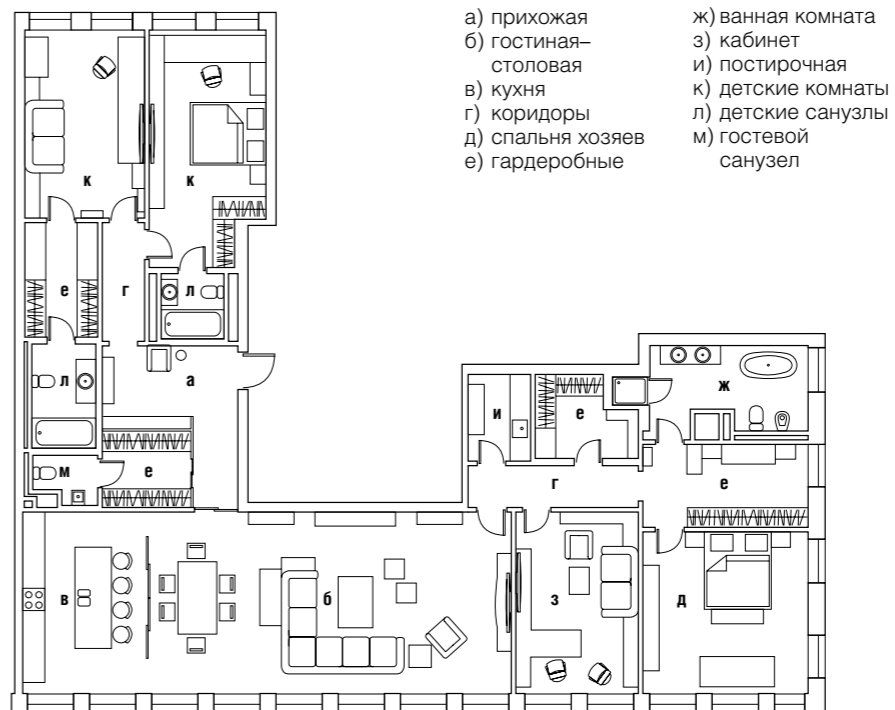 а) прихожая
б) гостиная–
столовая
в) кухня
г) коридоры
д) спальня хозяев
е) гардеробные
ж) ванная комната
з) кабинет
и) постирочная
к) детские комнаты
л) детские санузлы
м) гостевой
санузел
к
к
е
г
л
л
а
м
е
и
е
ж
г
е
в
б
з
д